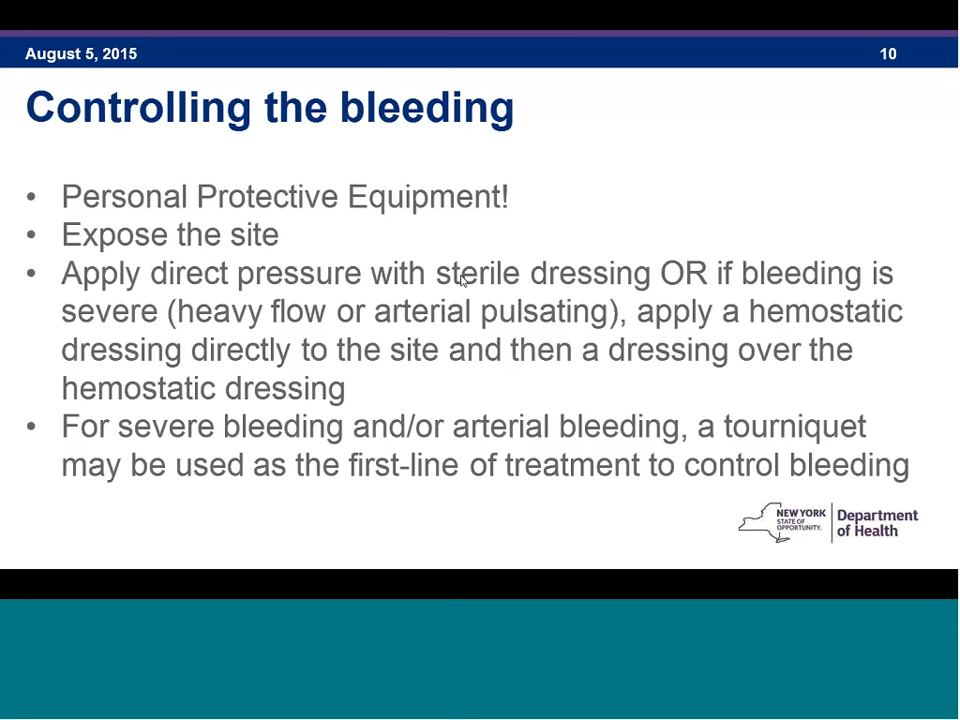 August 5, 2015
10
Controlling the bleeding
• Personal Protective Equipment!
• Expose the site
• Apply direct pressure with sterile dressing OR if bleeding is
severe (heavy flow or arterial pulsating), apply a hemostatic
dressing directly to the site and then a dressing over the
hemostatic dressing
• For severe bleeding and/or arterial bleeding, a tourniquet
may be used as the first-line of treatment to control bleeding
NEW YORK
STATE OF
OPPORTUNITY.
Department
of Health